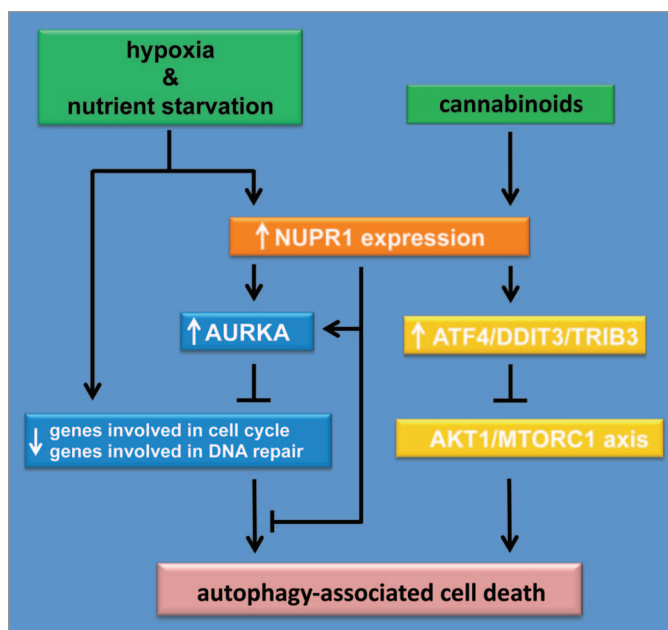 hypoxia
&
nutrient starvation
cannabinoids
↑ NUPR1 expression
↑ AURKA
↑ ATF4/DDIT3/TRIB3
↓ genes involved in cell cycle
genes involved in DNA repair
AKT1/MTORC1 axis
autophagy-associated cell death